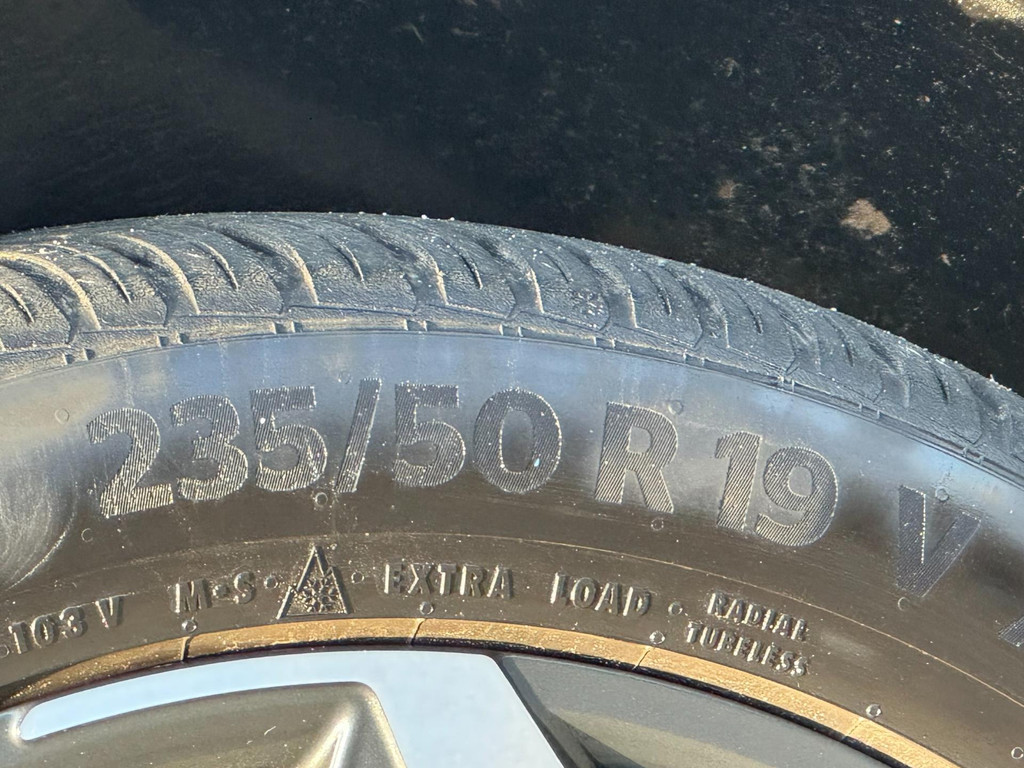 235/50 R 19 V
103 V M+S EXTRA LOAD RADIAL
TUBELESS